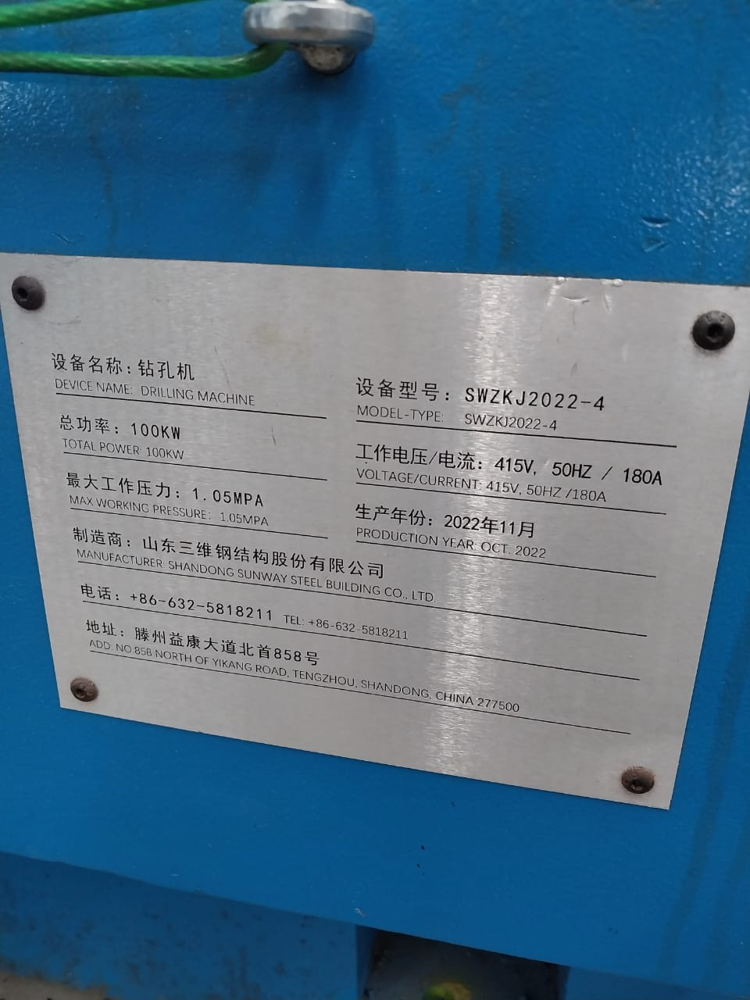 设备名称: 钻孔机
DEVICE NAME: DRILLING MACHINE
设备型号: SWZKJ2022-4
MODEL-TYPE: SWZKJ2022-4
总功率: 100KW
TOTAL POWER: 100KW
工作电压/电流: 415V, 50HZ / 180A
VOLTAGE/CURRENT: 415V, 50HZ /180A
最大工作压力: 1.05MPA
MAX WORKING PRESSURE: 1.05MPA
生产年份: 2022年11月
PRODUCTION YEAR: OCT. 2022
制造商: 山东三维钢结构股份有限公司
MANUFACTURER: SHANDONG SUNWAY STEEL BUILDING CO., LTD.
电话: +86-632-5818211 TEL: +86-632-5818211
地址: 滕州益康大道北首858号
ADD: NO.858 NORTH OF YIKANG ROAD, TENGZHOU, SHANDONG, CHINA 277500